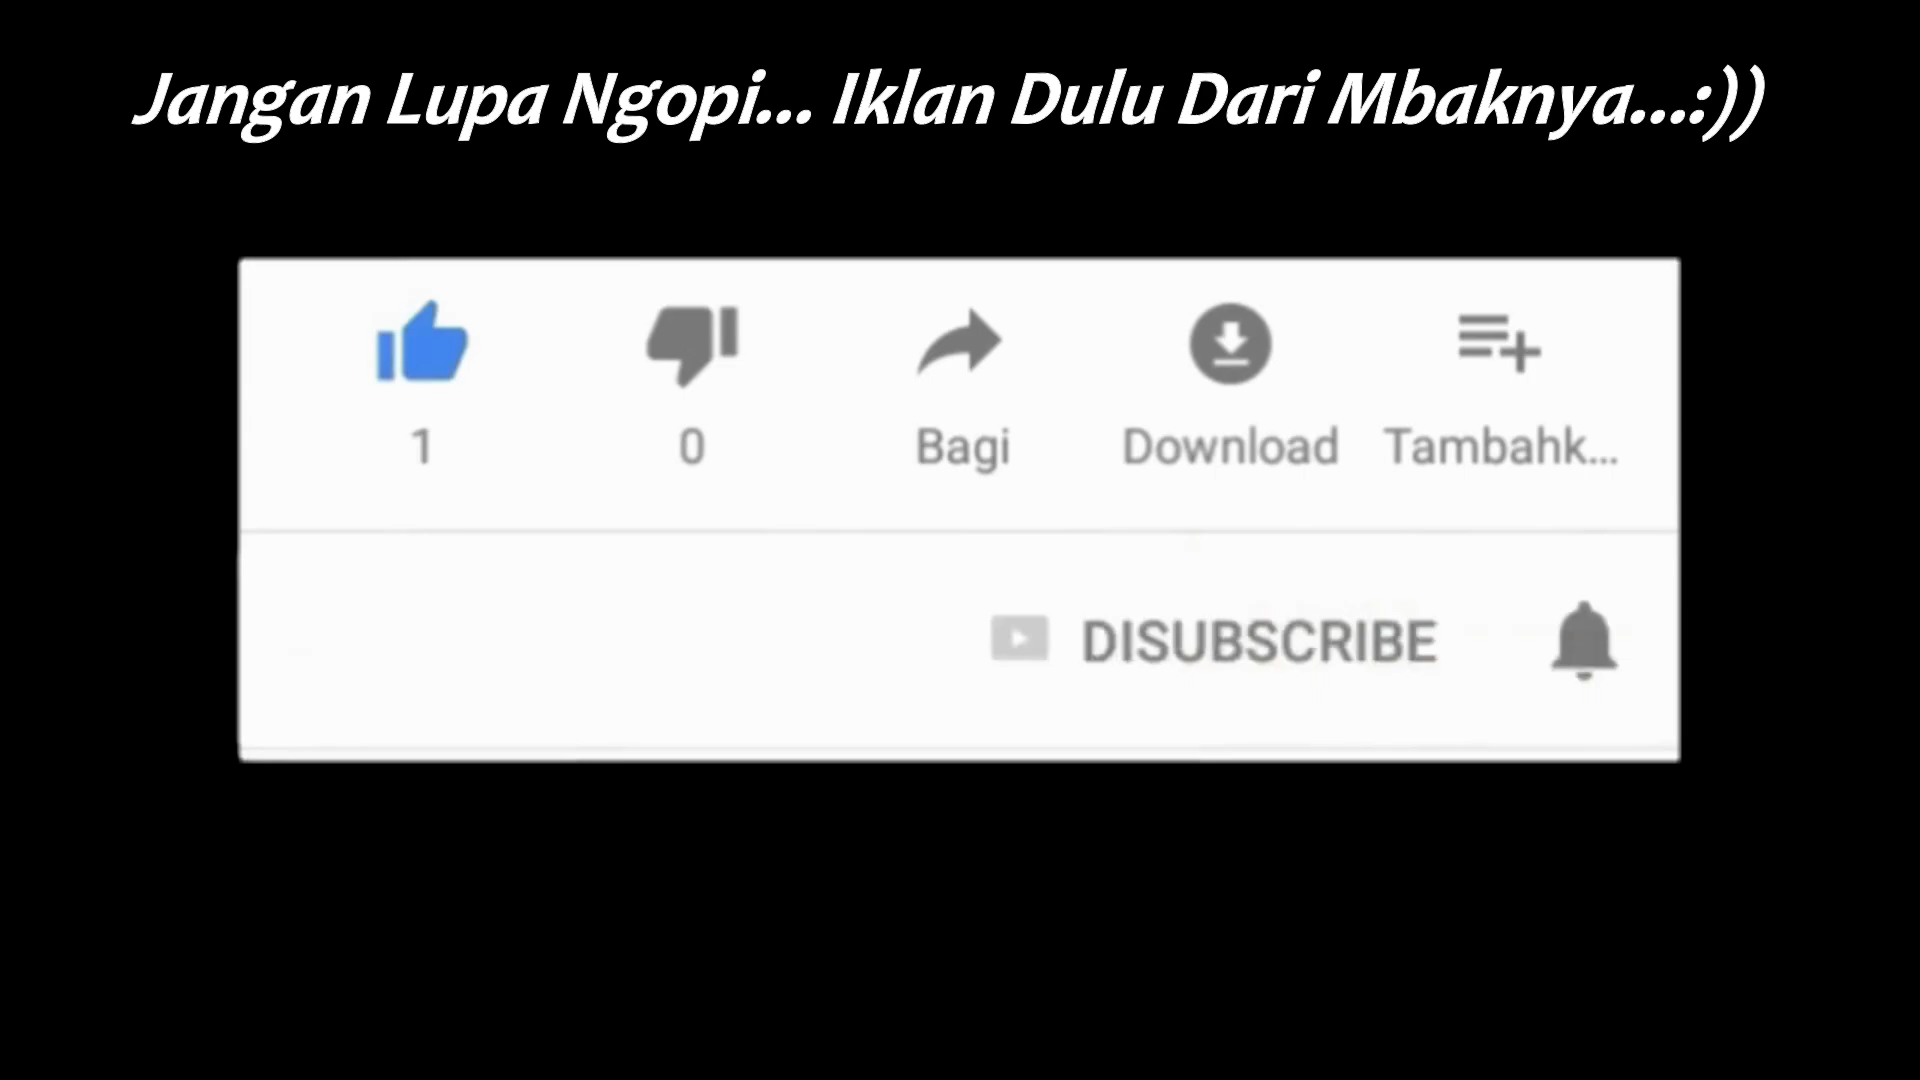 Jangan Lupa Ngopi... Iklan Dulu Dari Mbaknya...:))
1 0 Bagi Download Tambahk...
DISUBSCRIBE